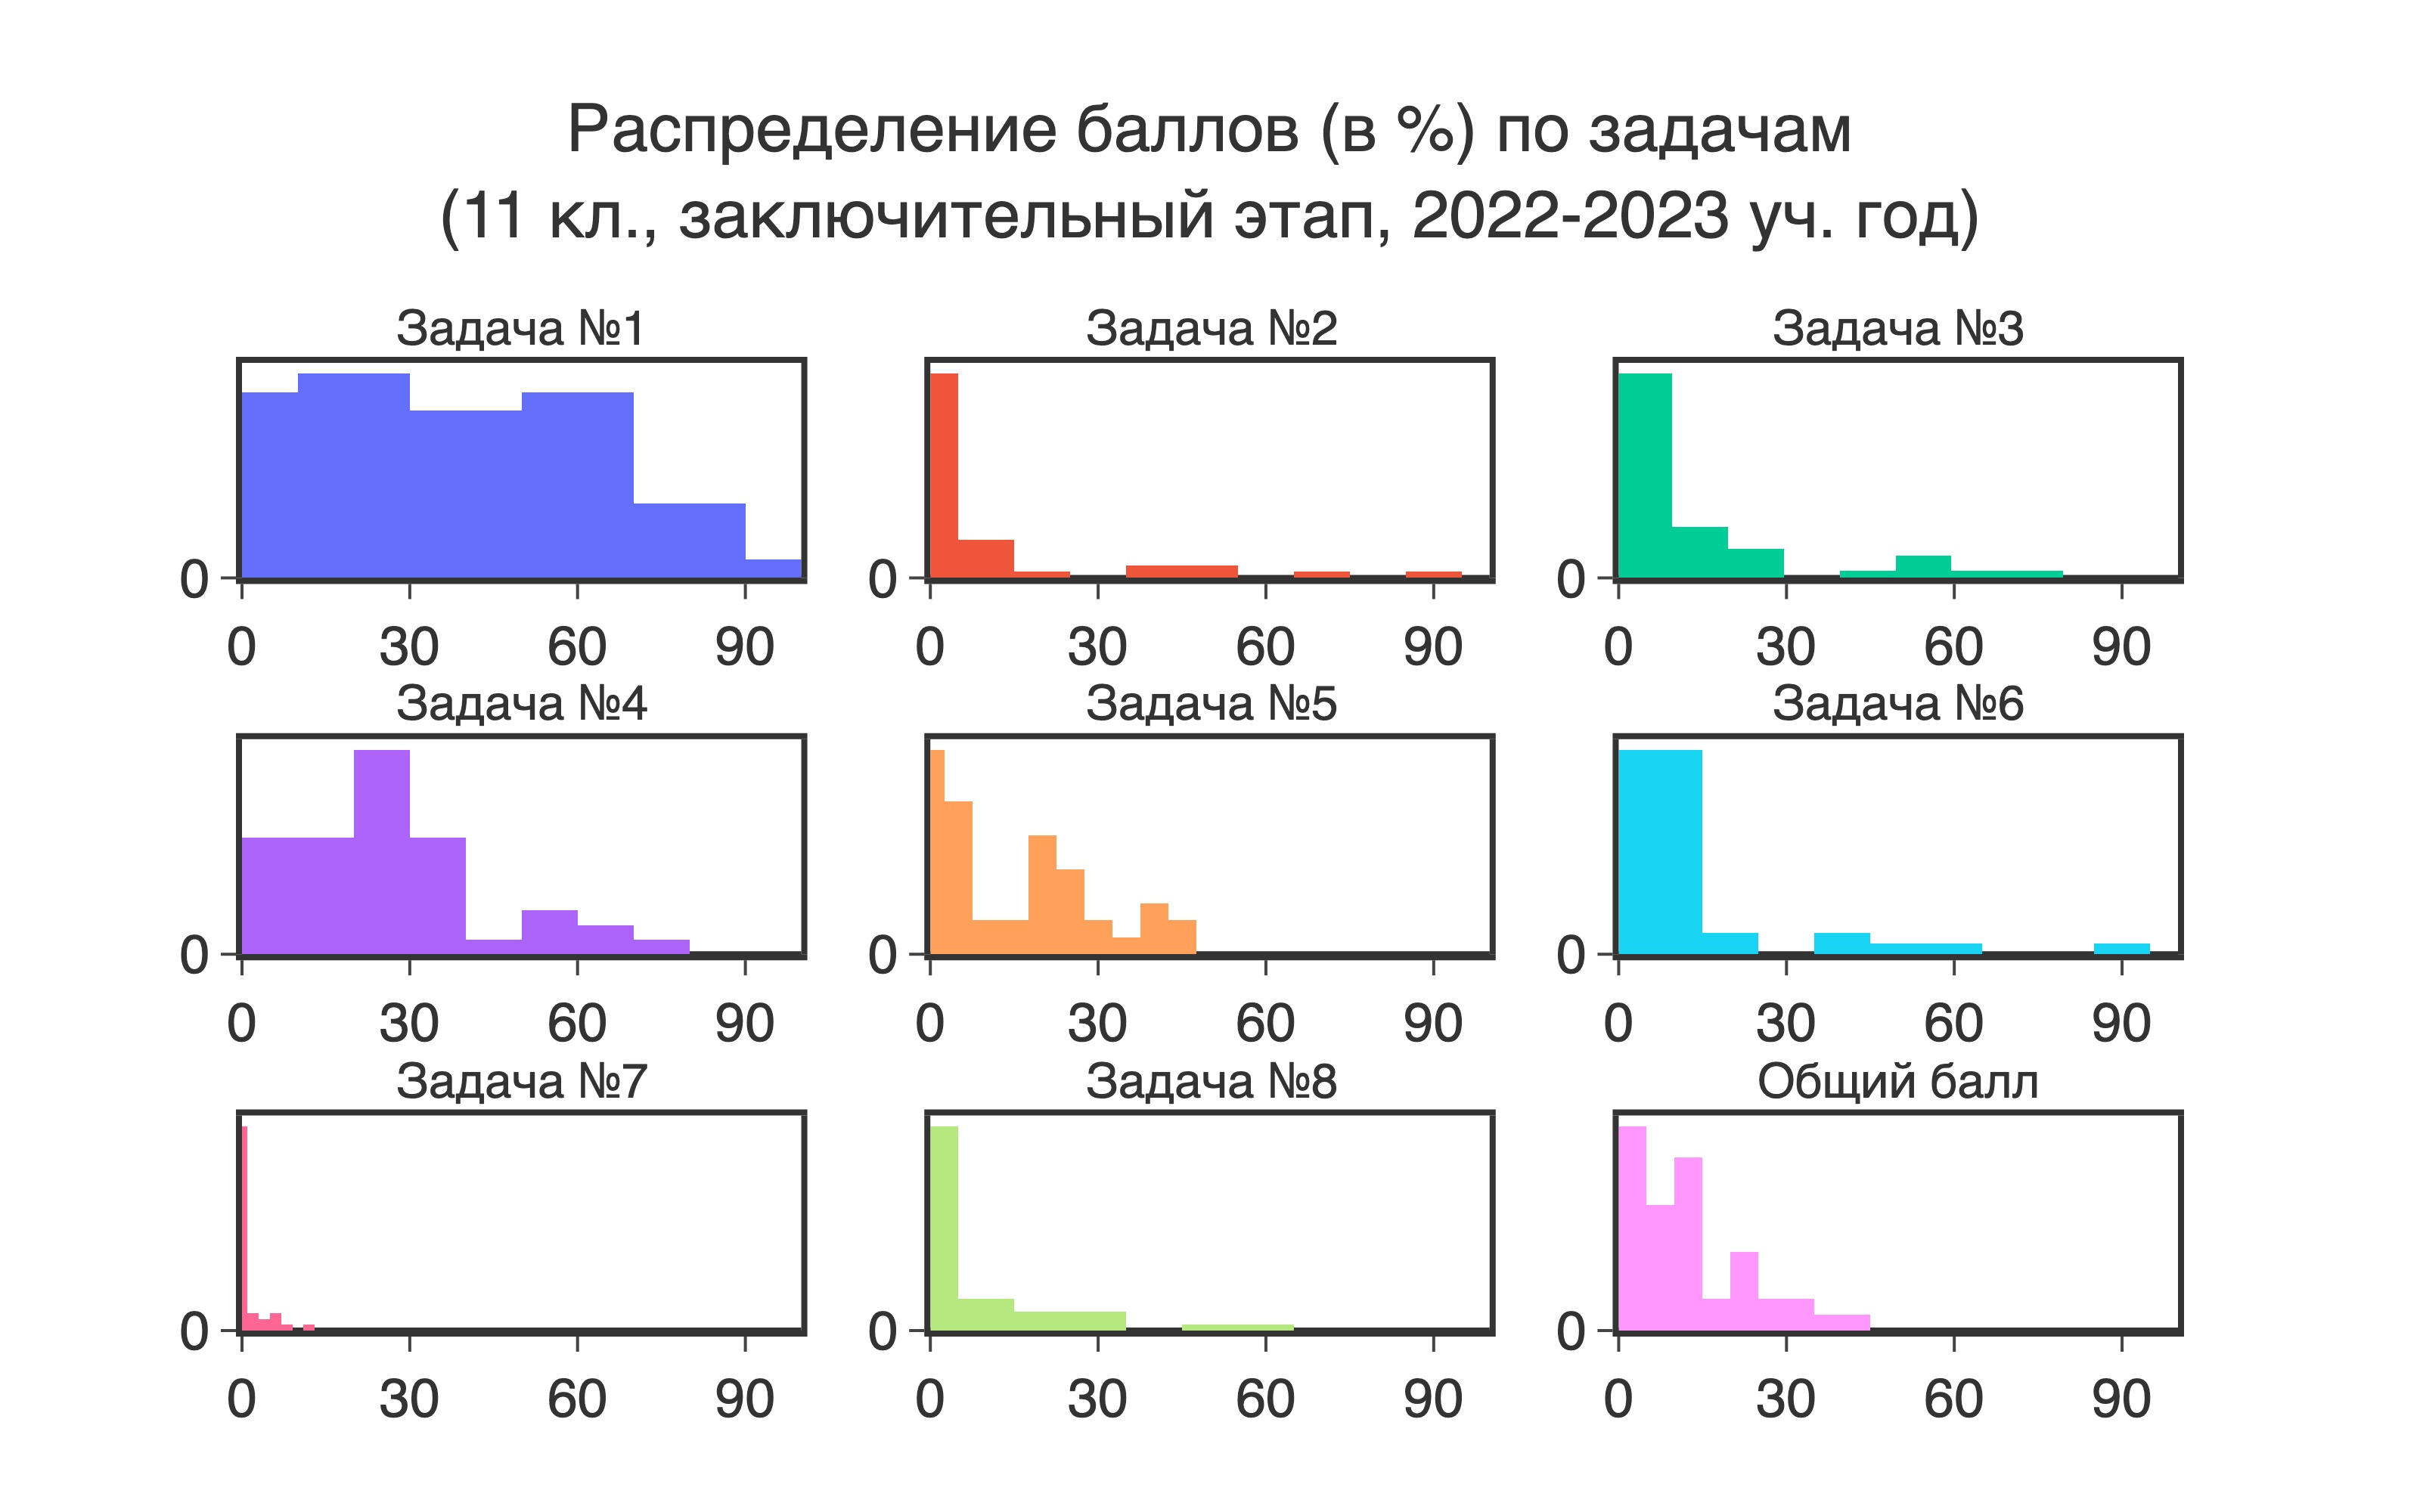 Распределение баллов (в %) по задачам
(11 кл., заключительный этап, 2022-2023 уч. год)
Задача №1
Задача №2
Задача №3
0
0
0
0 30 60 90
0 30 60 90
0 30 60 90
Задача №4
Задача №5
Задача №6
0
0
0
0 30 60 90
0 30 60 90
0 30 60 90
Задача №7
Задача №8
Общий балл
0
0
0
0 30 60 90
0 30 60 90
0 30 60 90